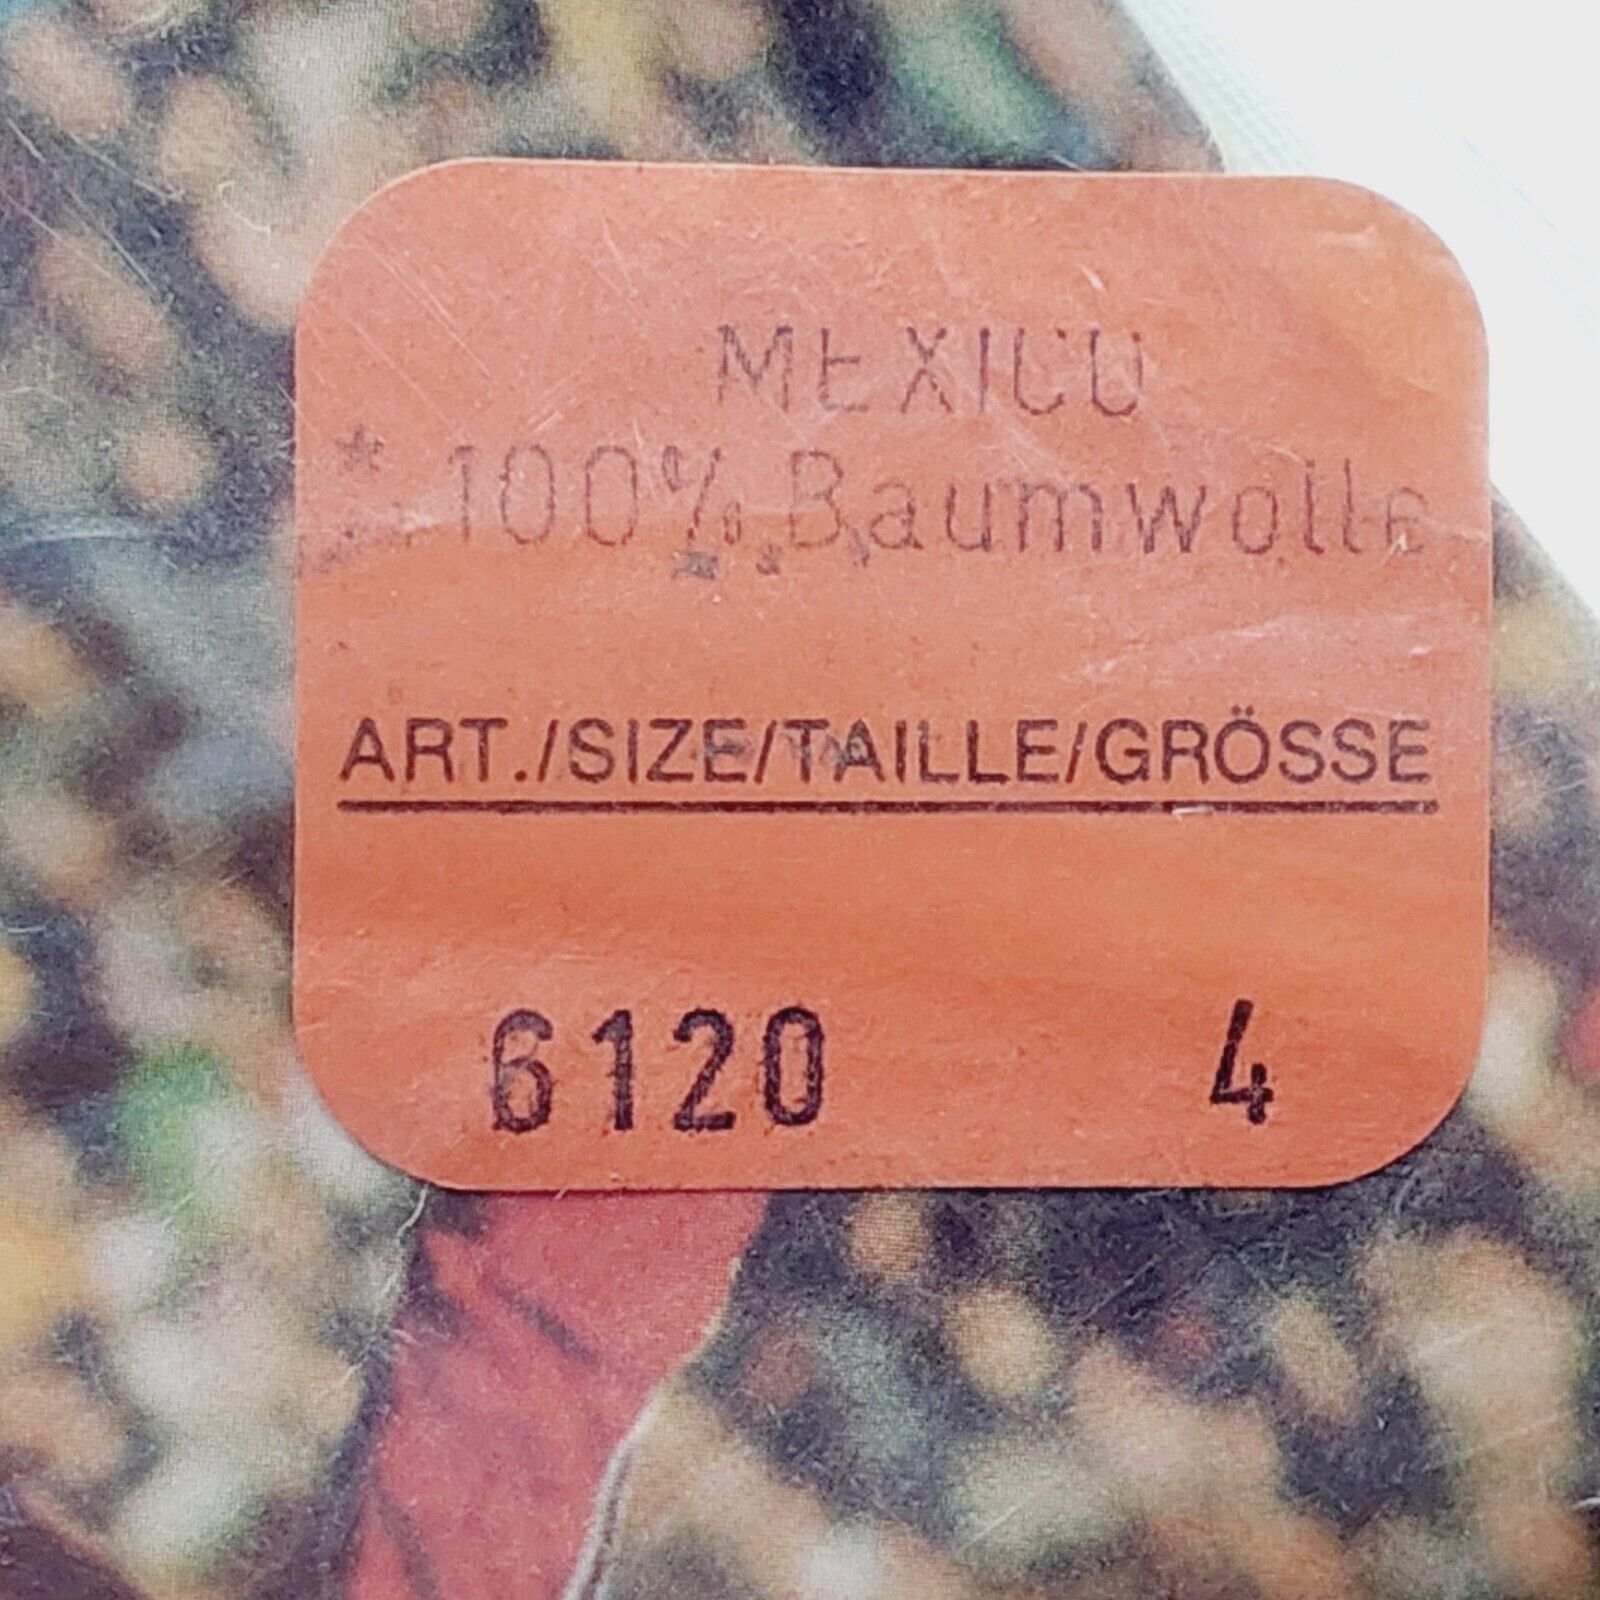 MEXICO
* 100% Baumwolle
ART./SIZE/TAILLE/GRÖSSE
6120 4